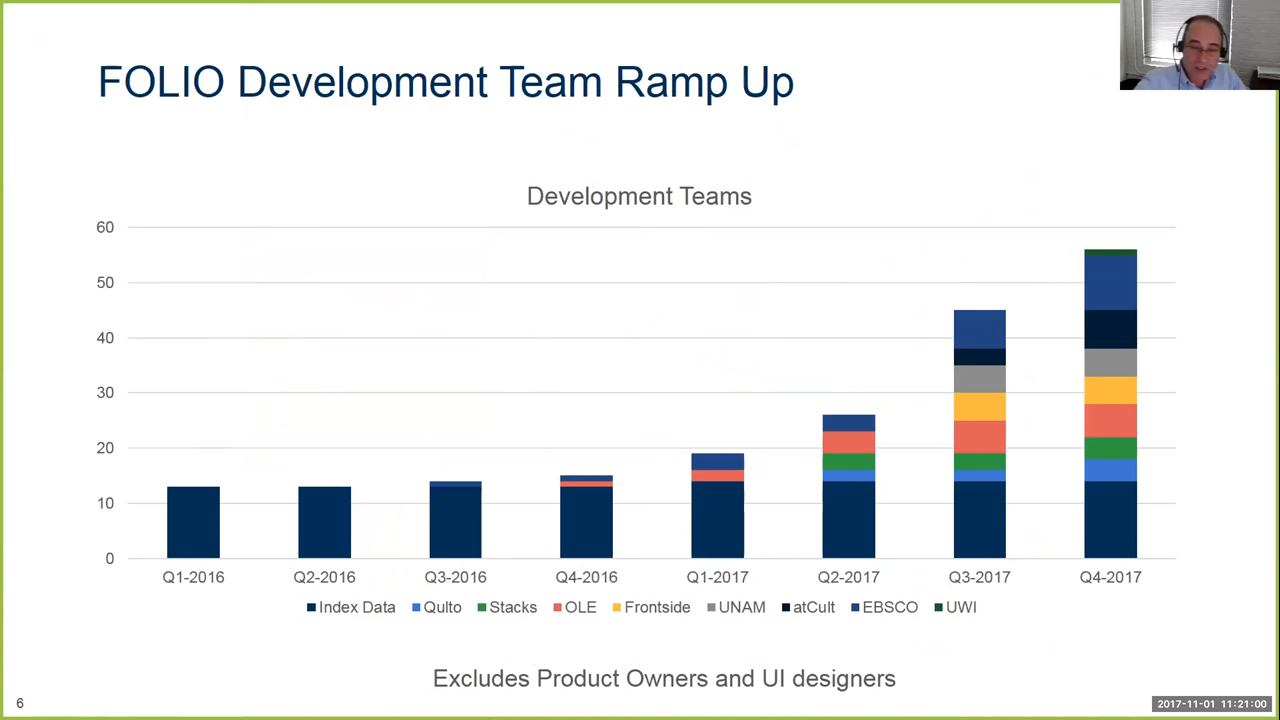 FOLIO Development Team Ramp Up
Development Teams
60
50
40
30
20
10
0
Q1-2016 Q2-2016 Q3-2016 Q4-2016 Q1-2017 Q2-2017 Q3-2017 Q4-2017
Index Data Qulto Stacks OLE Frontside UNAM atCult EBSCO UWI
Excludes Product Owners and UI designers
6
2017-11-01 11:21:00